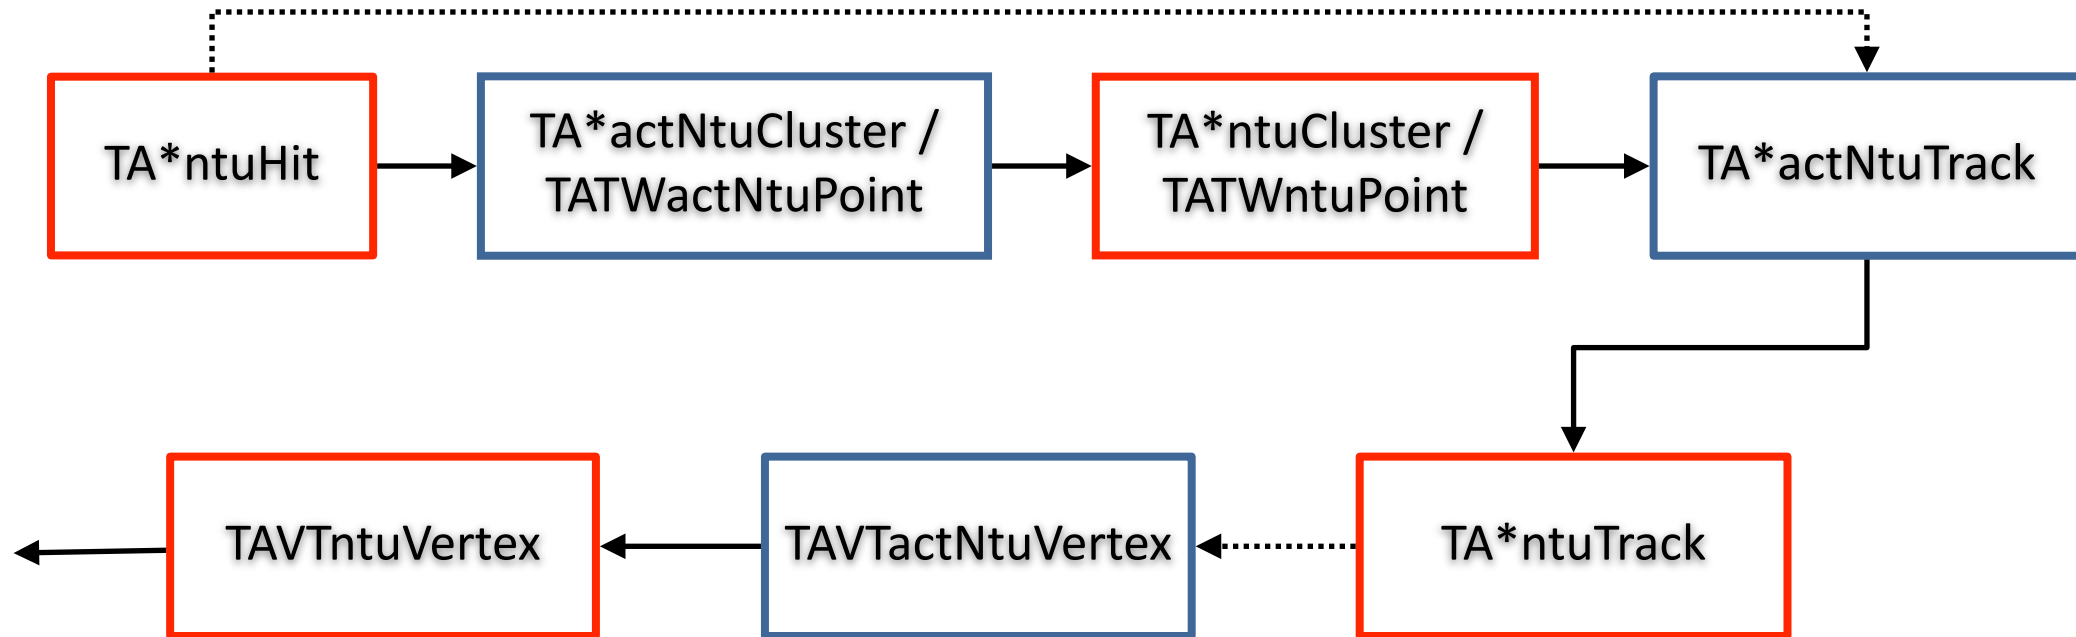 TA*ntuHit
TA*actNtuCluster /
TATWactNtuPoint
TA*ntuCluster /
TATWntuPoint
TA*actNtuTrack
TAVTntuVertex
TAVTactNtuVertex
TA*ntuTrack